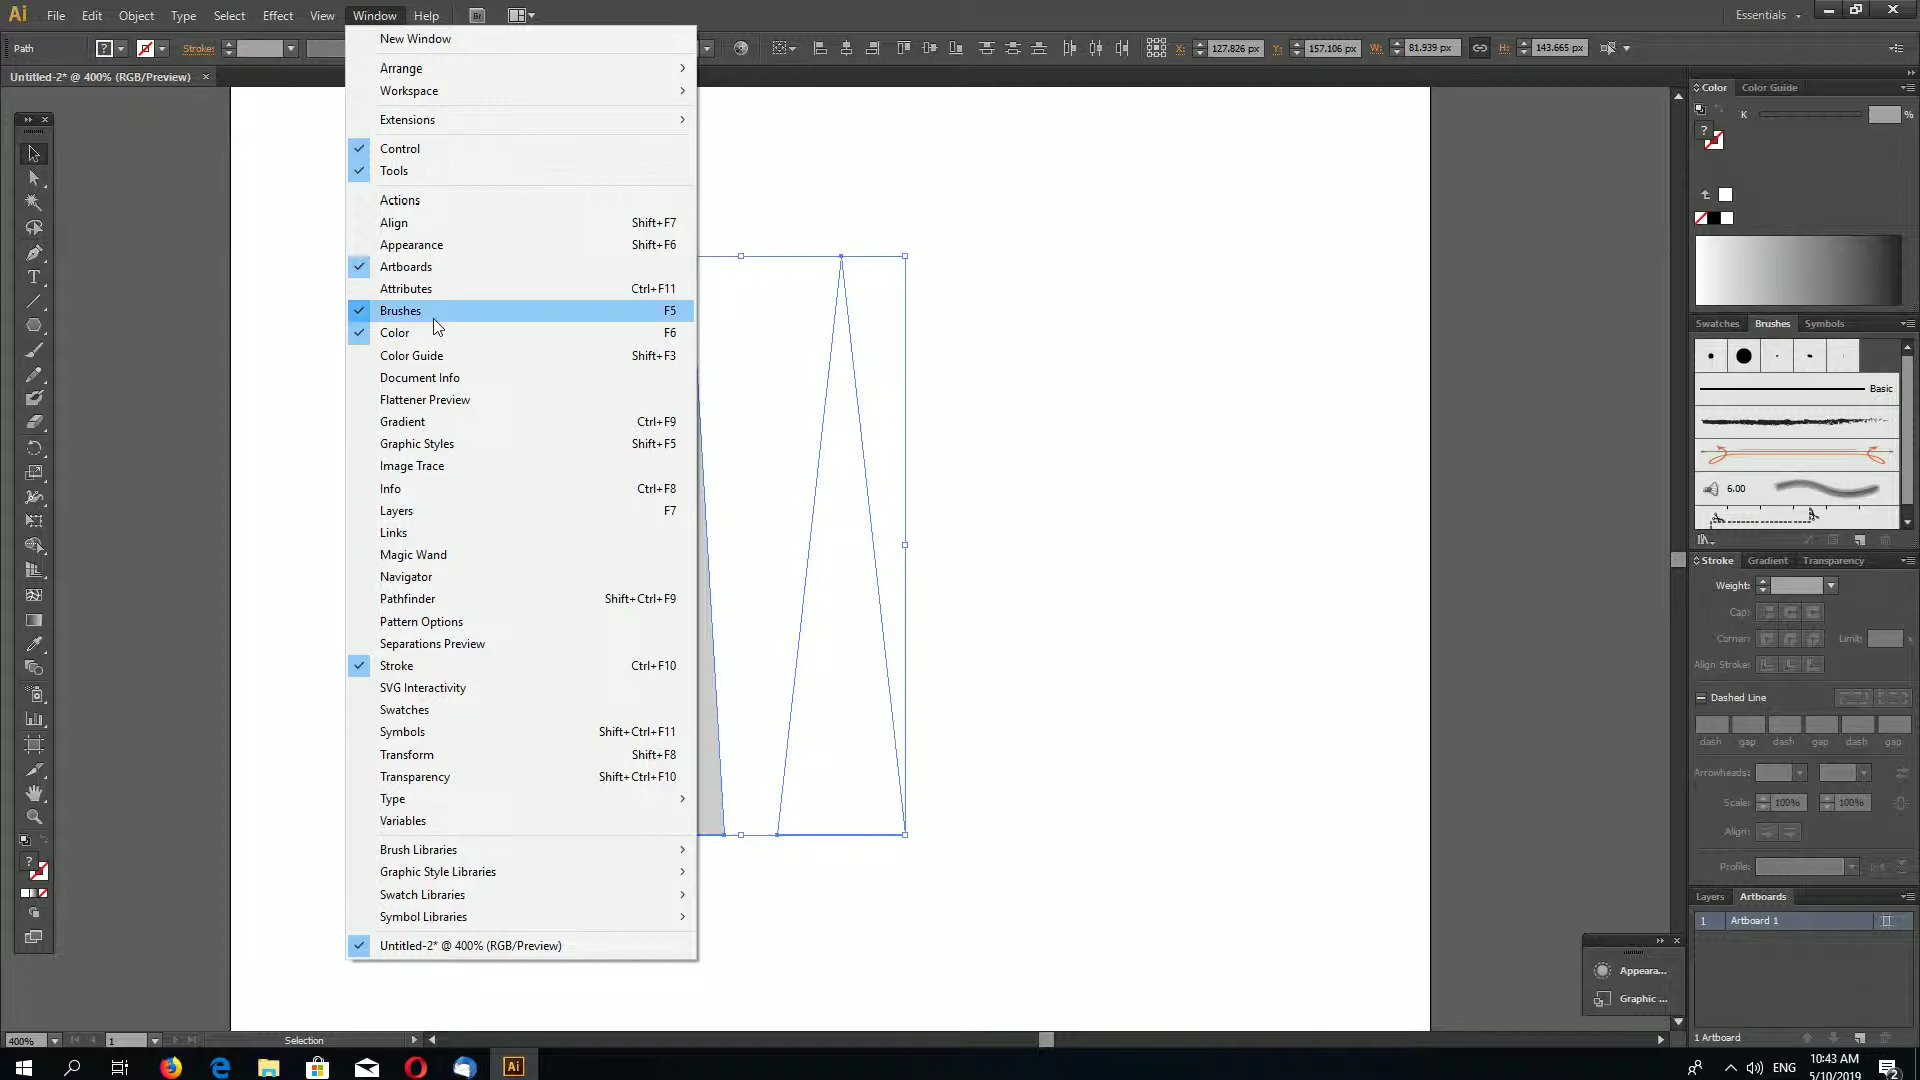 Ai File Edit Object Type Select Effect View Window Help Br Essentials
Path Stroke: X: 127.826 px Y: 157.106 px W: 81.939 px H: 143.665 px
Untitled-2* @ 400% (RGB/Preview) ×
New Window
Arrange
Workspace
Extensions
Control
Tools
Actions
Align Shift+F7
Appearance Shift+F6
Artboards
Attributes Ctrl+F11
Brushes F5
Color F6
Color Guide Shift+F3
Document Info
Flattener Preview
Gradient Ctrl+F9
Graphic Styles Shift+F5
Image Trace
Info Ctrl+F8
Layers F7
Links
Magic Wand
Navigator
Pathfinder Shift+Ctrl+F9
Pattern Options
Separations Preview
Stroke Ctrl+F10
SVG Interactivity
Swatches
Symbols Shift+Ctrl+F11
Transform Shift+F8
Transparency Shift+Ctrl+F10
Type
Variables
Brush Libraries
Graphic Style Libraries
Swatch Libraries
Symbol Libraries
Untitled-2* @ 400% (RGB/Preview)
Color Color Guide
K %
Swatches Brushes Symbols
Basic
6.00
Stroke Gradient Transparency
Weight:
Cap:
Corner: Limit: x
Align Stroke:
Dashed Line
dash gap dash gap dash gap
Arrowheads:
Scale: 100% 100%
Align:
Profile:
Layers Artboards
1 Artboard 1
Appeara...
Graphic ...
1 Artboard
400% 1 Selection
Ai ENG 10:43 AM
5/10/2019 2